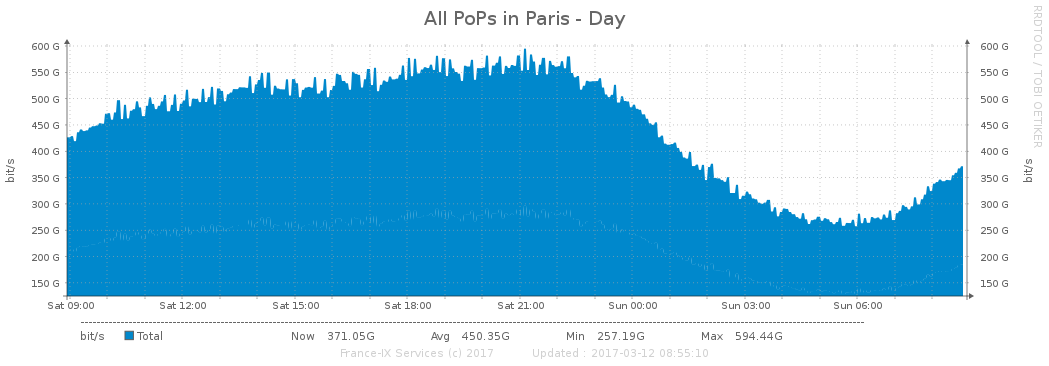 All PoPs in Paris - Day
RRDTOOL / TOBI OETIKER
600 G 600 G
550 G 550 G
500 G 500 G
450 G 450 G
400 G 400 G
350 G 350 G
300 G 300 G
250 G 250 G
200 G 200 G
150 G 150 G
bit/s
bit/s
Sat 09:00 Sat 12:00 Sat 15:00 Sat 18:00 Sat 21:00 Sun 00:00 Sun 03:00 Sun 06:00
bit/s Total Now 371.05G Avg 450.35G Min 257.19G Max 594.44G
France-IX Services (c) 2017 Updated : 2017-03-12 08:55:10